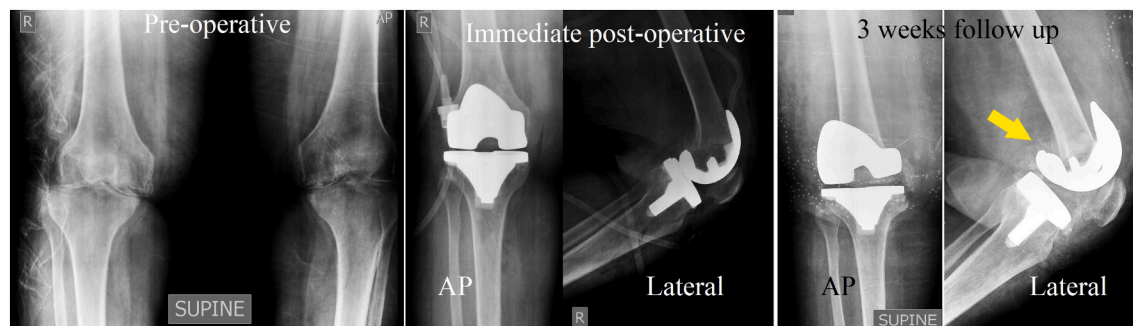 R
Pre-operative
AP
SUPINE
R
Immediate post-operative
AP
Lateral
R
3 weeks follow up
AP
Lateral
SUPINE